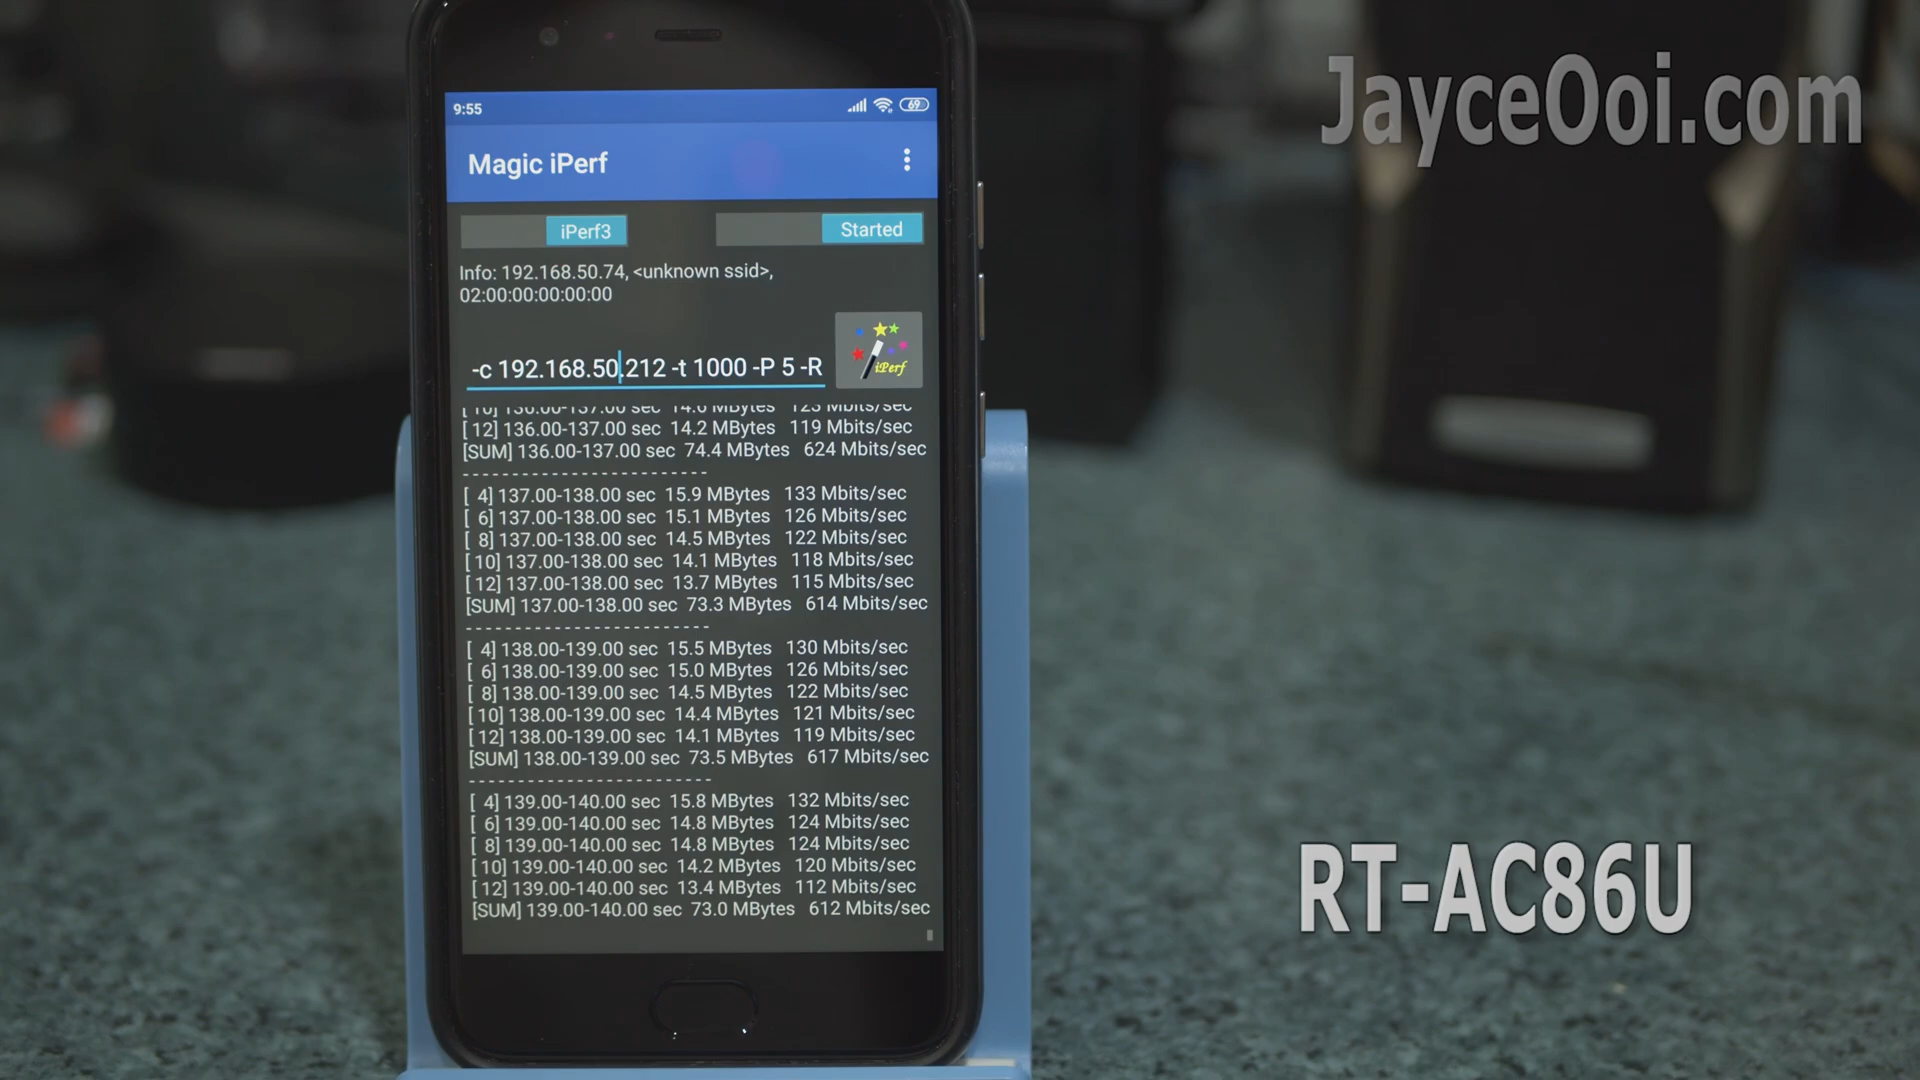 JayceOoi.com
9:55
69
Magic iPerf
iPerf3
Started
Info: 192.168.50.74, <unknown ssid>,
02:00:00:00:00:00
-c 192.168.50.212 -t 1000 -P 5 -R
iPerf
[ 10] 136.00-137.00 sec 14.6 MBytes 123 Mbits/sec
[ 12] 136.00-137.00 sec 14.2 MBytes 119 Mbits/sec
[SUM] 136.00-137.00 sec 74.4 MBytes 624 Mbits/sec
- - - - - - - - - - - - - - - - - - - - - - - - -
[ 4] 137.00-138.00 sec 15.9 MBytes 133 Mbits/sec
[ 6] 137.00-138.00 sec 15.1 MBytes 126 Mbits/sec
[ 8] 137.00-138.00 sec 14.5 MBytes 122 Mbits/sec
[ 10] 137.00-138.00 sec 14.1 MBytes 118 Mbits/sec
[ 12] 137.00-138.00 sec 13.7 MBytes 115 Mbits/sec
[SUM] 137.00-138.00 sec 73.3 MBytes 614 Mbits/sec
- - - - - - - - - - - - - - - - - - - - - - - - -
[ 4] 138.00-139.00 sec 15.5 MBytes 130 Mbits/sec
[ 6] 138.00-139.00 sec 15.0 MBytes 126 Mbits/sec
[ 8] 138.00-139.00 sec 14.5 MBytes 122 Mbits/sec
[ 10] 138.00-139.00 sec 14.4 MBytes 121 Mbits/sec
[ 12] 138.00-139.00 sec 14.1 MBytes 119 Mbits/sec
[SUM] 138.00-139.00 sec 73.5 MBytes 617 Mbits/sec
- - - - - - - - - - - - - - - - - - - - - - - - -
[ 4] 139.00-140.00 sec 15.8 MBytes 132 Mbits/sec
[ 6] 139.00-140.00 sec 14.8 MBytes 124 Mbits/sec
[ 8] 139.00-140.00 sec 14.8 MBytes 124 Mbits/sec
[ 10] 139.00-140.00 sec 14.2 MBytes 120 Mbits/sec
[ 12] 139.00-140.00 sec 13.4 MBytes 112 Mbits/sec
[SUM] 139.00-140.00 sec 73.0 MBytes 612 Mbits/sec
RT-AC86U